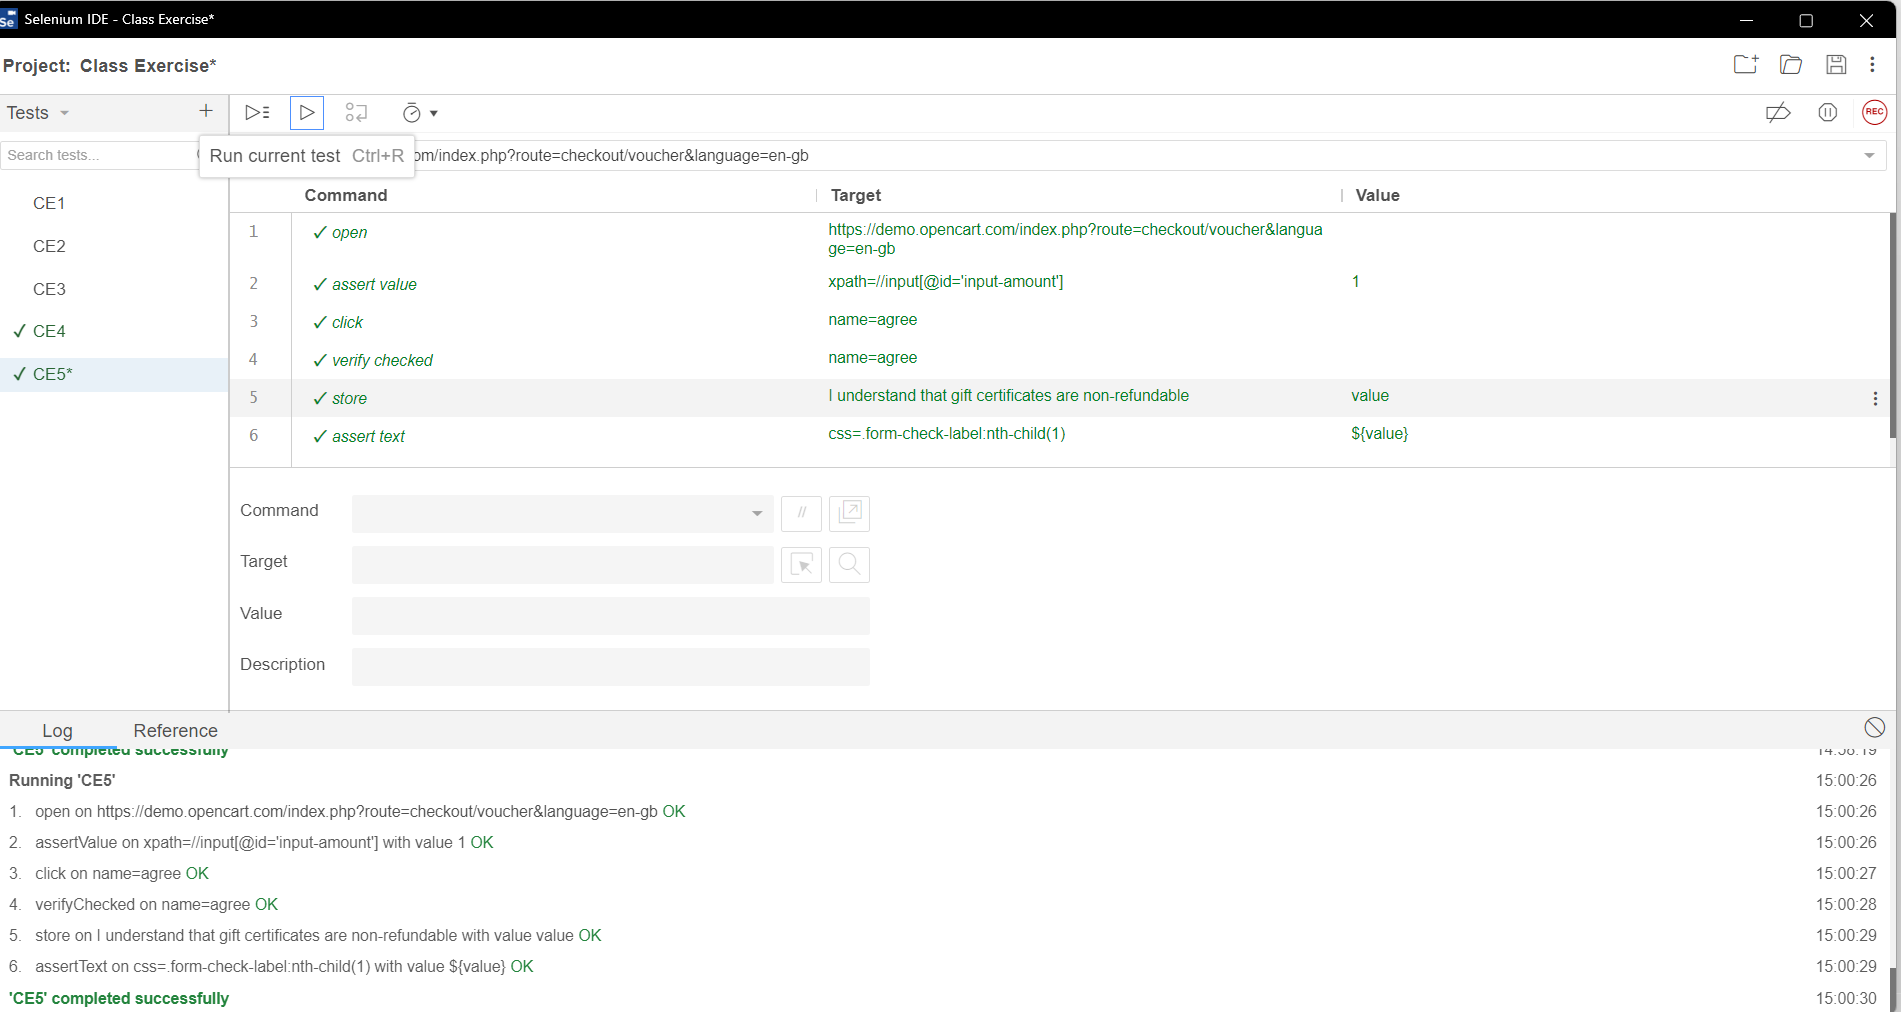 Se Selenium IDE - Class Exercise*
Project: Class Exercise*
Tests
REC
Search tests...
Run current test Ctrl+R
om/index.php?route=checkout/voucher&language=en-gb
Command Target Value
CE1
CE2
CE3
CE4
CE5*
1 open https://demo.opencart.com/index.php?route=checkout/voucher&langua
ge=en-gb
2 assert value xpath=//input[@id='input-amount'] 1
3 click name=agree
4 verify checked name=agree
5 store I understand that gift certificates are non-refundable value
6 assert text css=.form-check-label:nth-child(1) ${value}
Command //
Target
Value
Description
Log Reference
'CE5' completed successfully 14:58:19
Running 'CE5' 15:00:26
1. open on https://demo.opencart.com/index.php?route=checkout/voucher&language=en-gb OK 15:00:26
2. assertValue on xpath=//input[@id='input-amount'] with value 1 OK 15:00:26
3. click on name=agree OK 15:00:27
4. verifyChecked on name=agree OK 15:00:28
5. store on I understand that gift certificates are non-refundable with value value OK 15:00:29
6. assertText on css=.form-check-label:nth-child(1) with value ${value} OK 15:00:29
'CE5' completed successfully 15:00:30